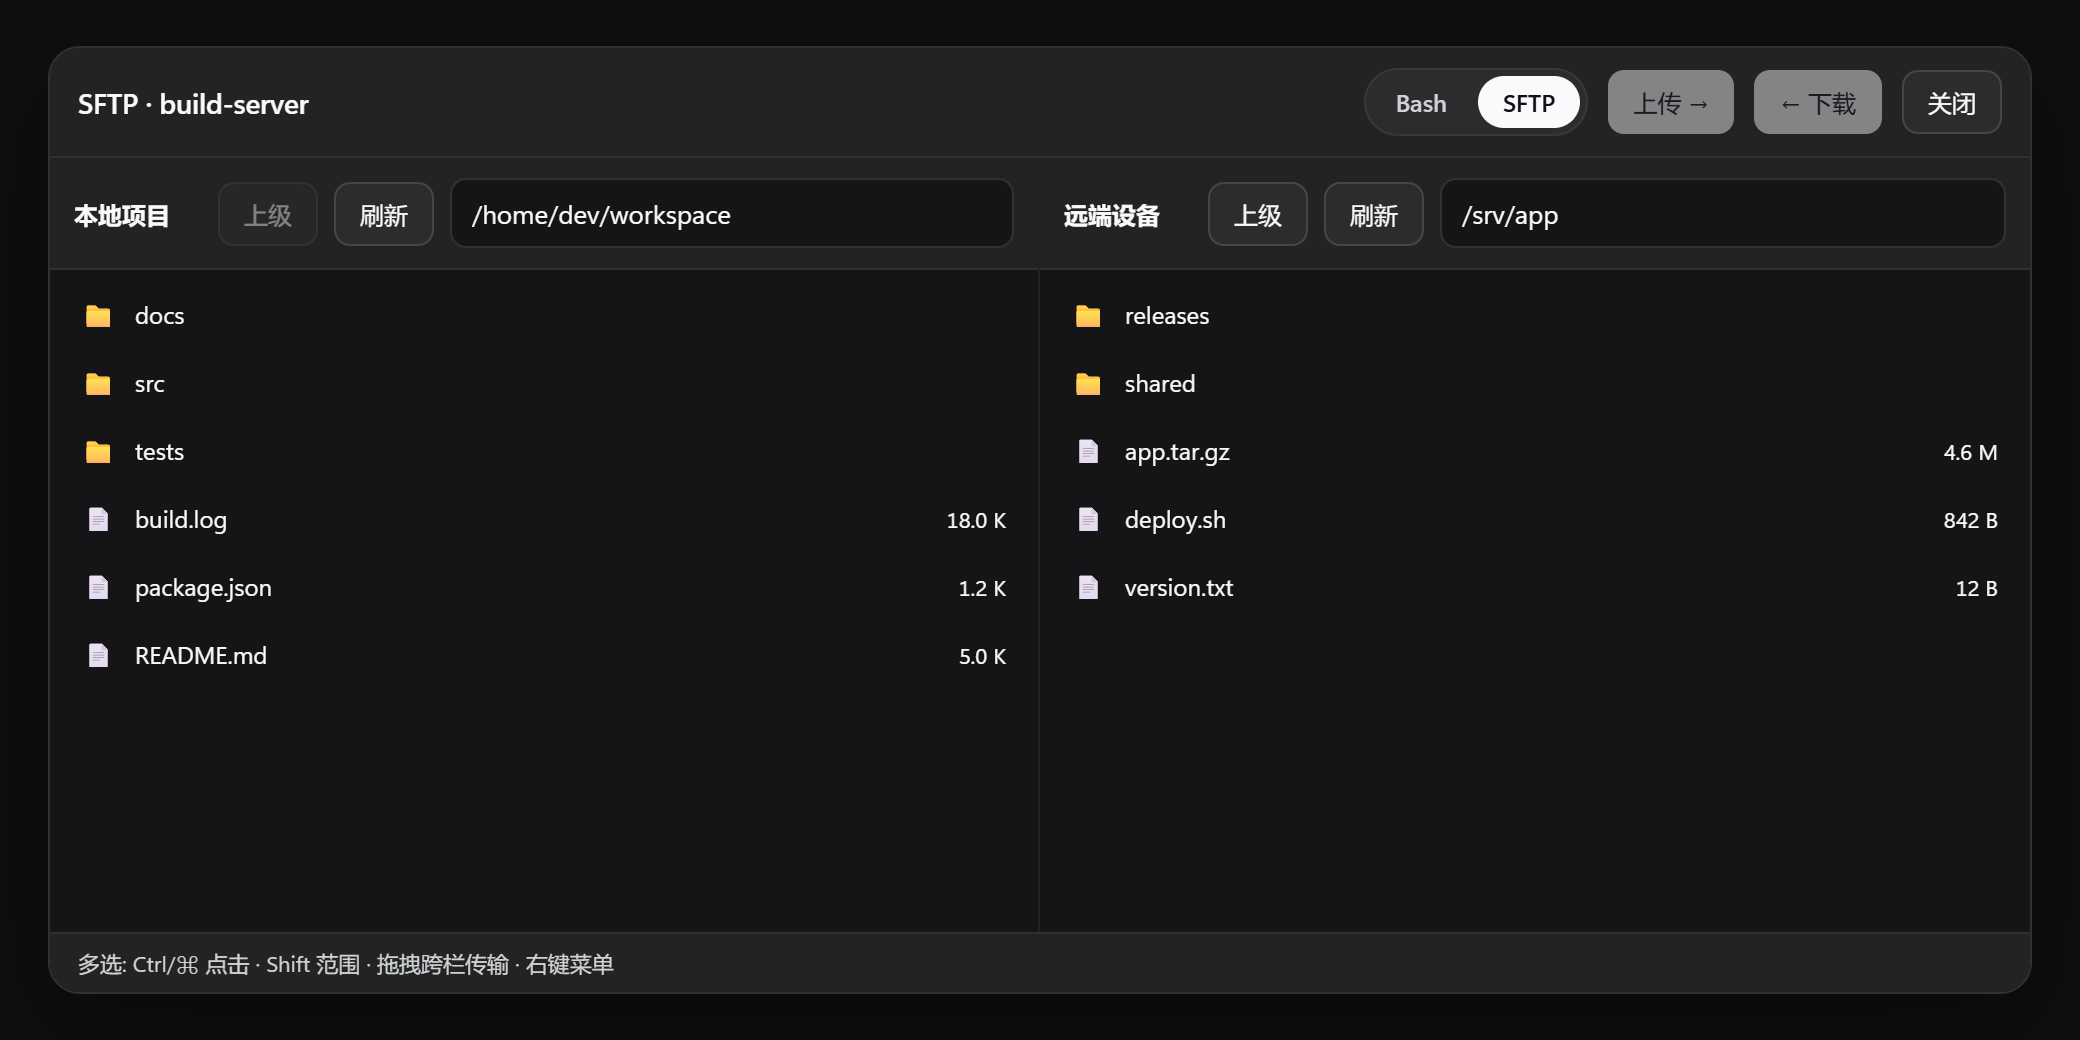 SFTP · build-server
Bash SFTP 上传 → ← 下载 关闭
本地项目 上级 刷新 /home/dev/workspace
远端设备 上级 刷新 /srv/app
docs
src
tests
build.log 18.0 K
package.json 1.2 K
README.md 5.0 K
releases
shared
app.tar.gz 4.6 M
deploy.sh 842 B
version.txt 12 B
多选: Ctrl/⌘ 点击 · Shift 范围 · 拖拽跨栏传输 · 右键菜单